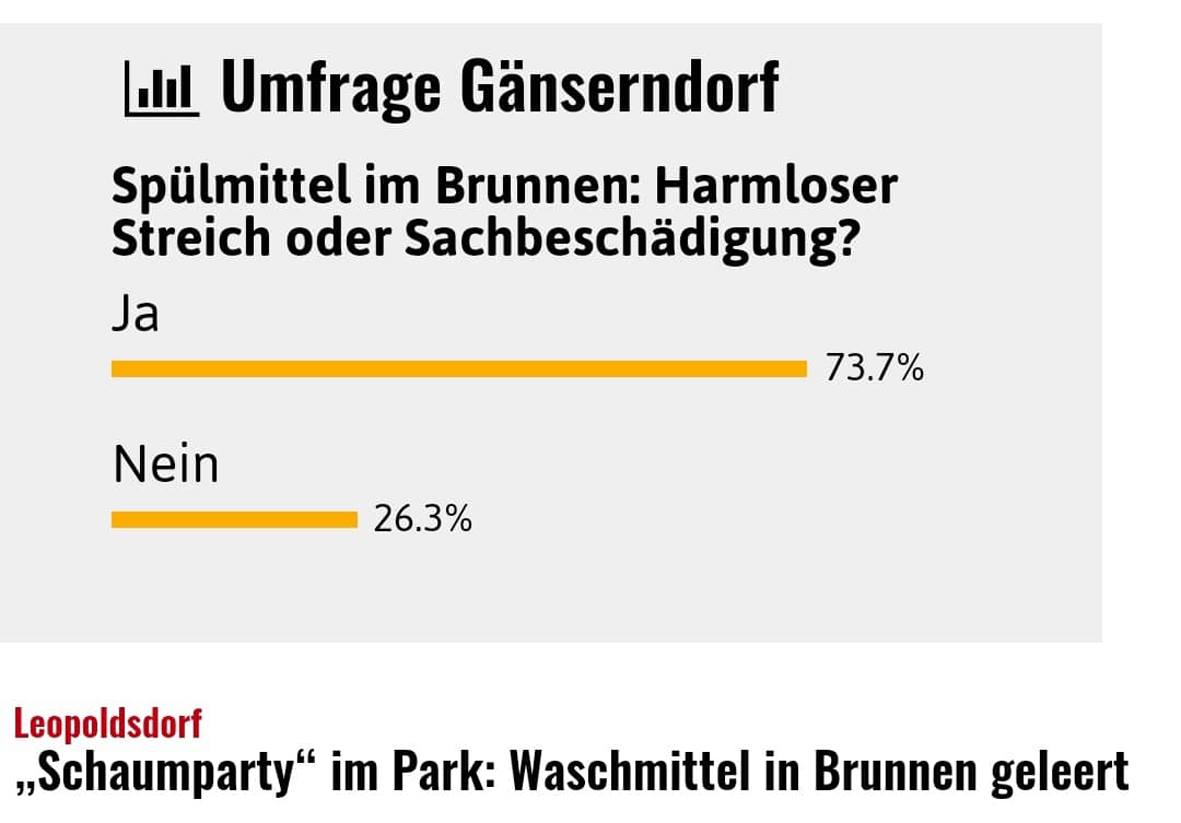 Umfrage Gänserndorf
Spülmittel im Brunnen: Harmloser
Streich oder Sachbeschädigung?
Ja
73.7%
Nein
26.3%
Leopoldsdorf
„Schaumparty“ im Park: Waschmittel in Brunnen geleert